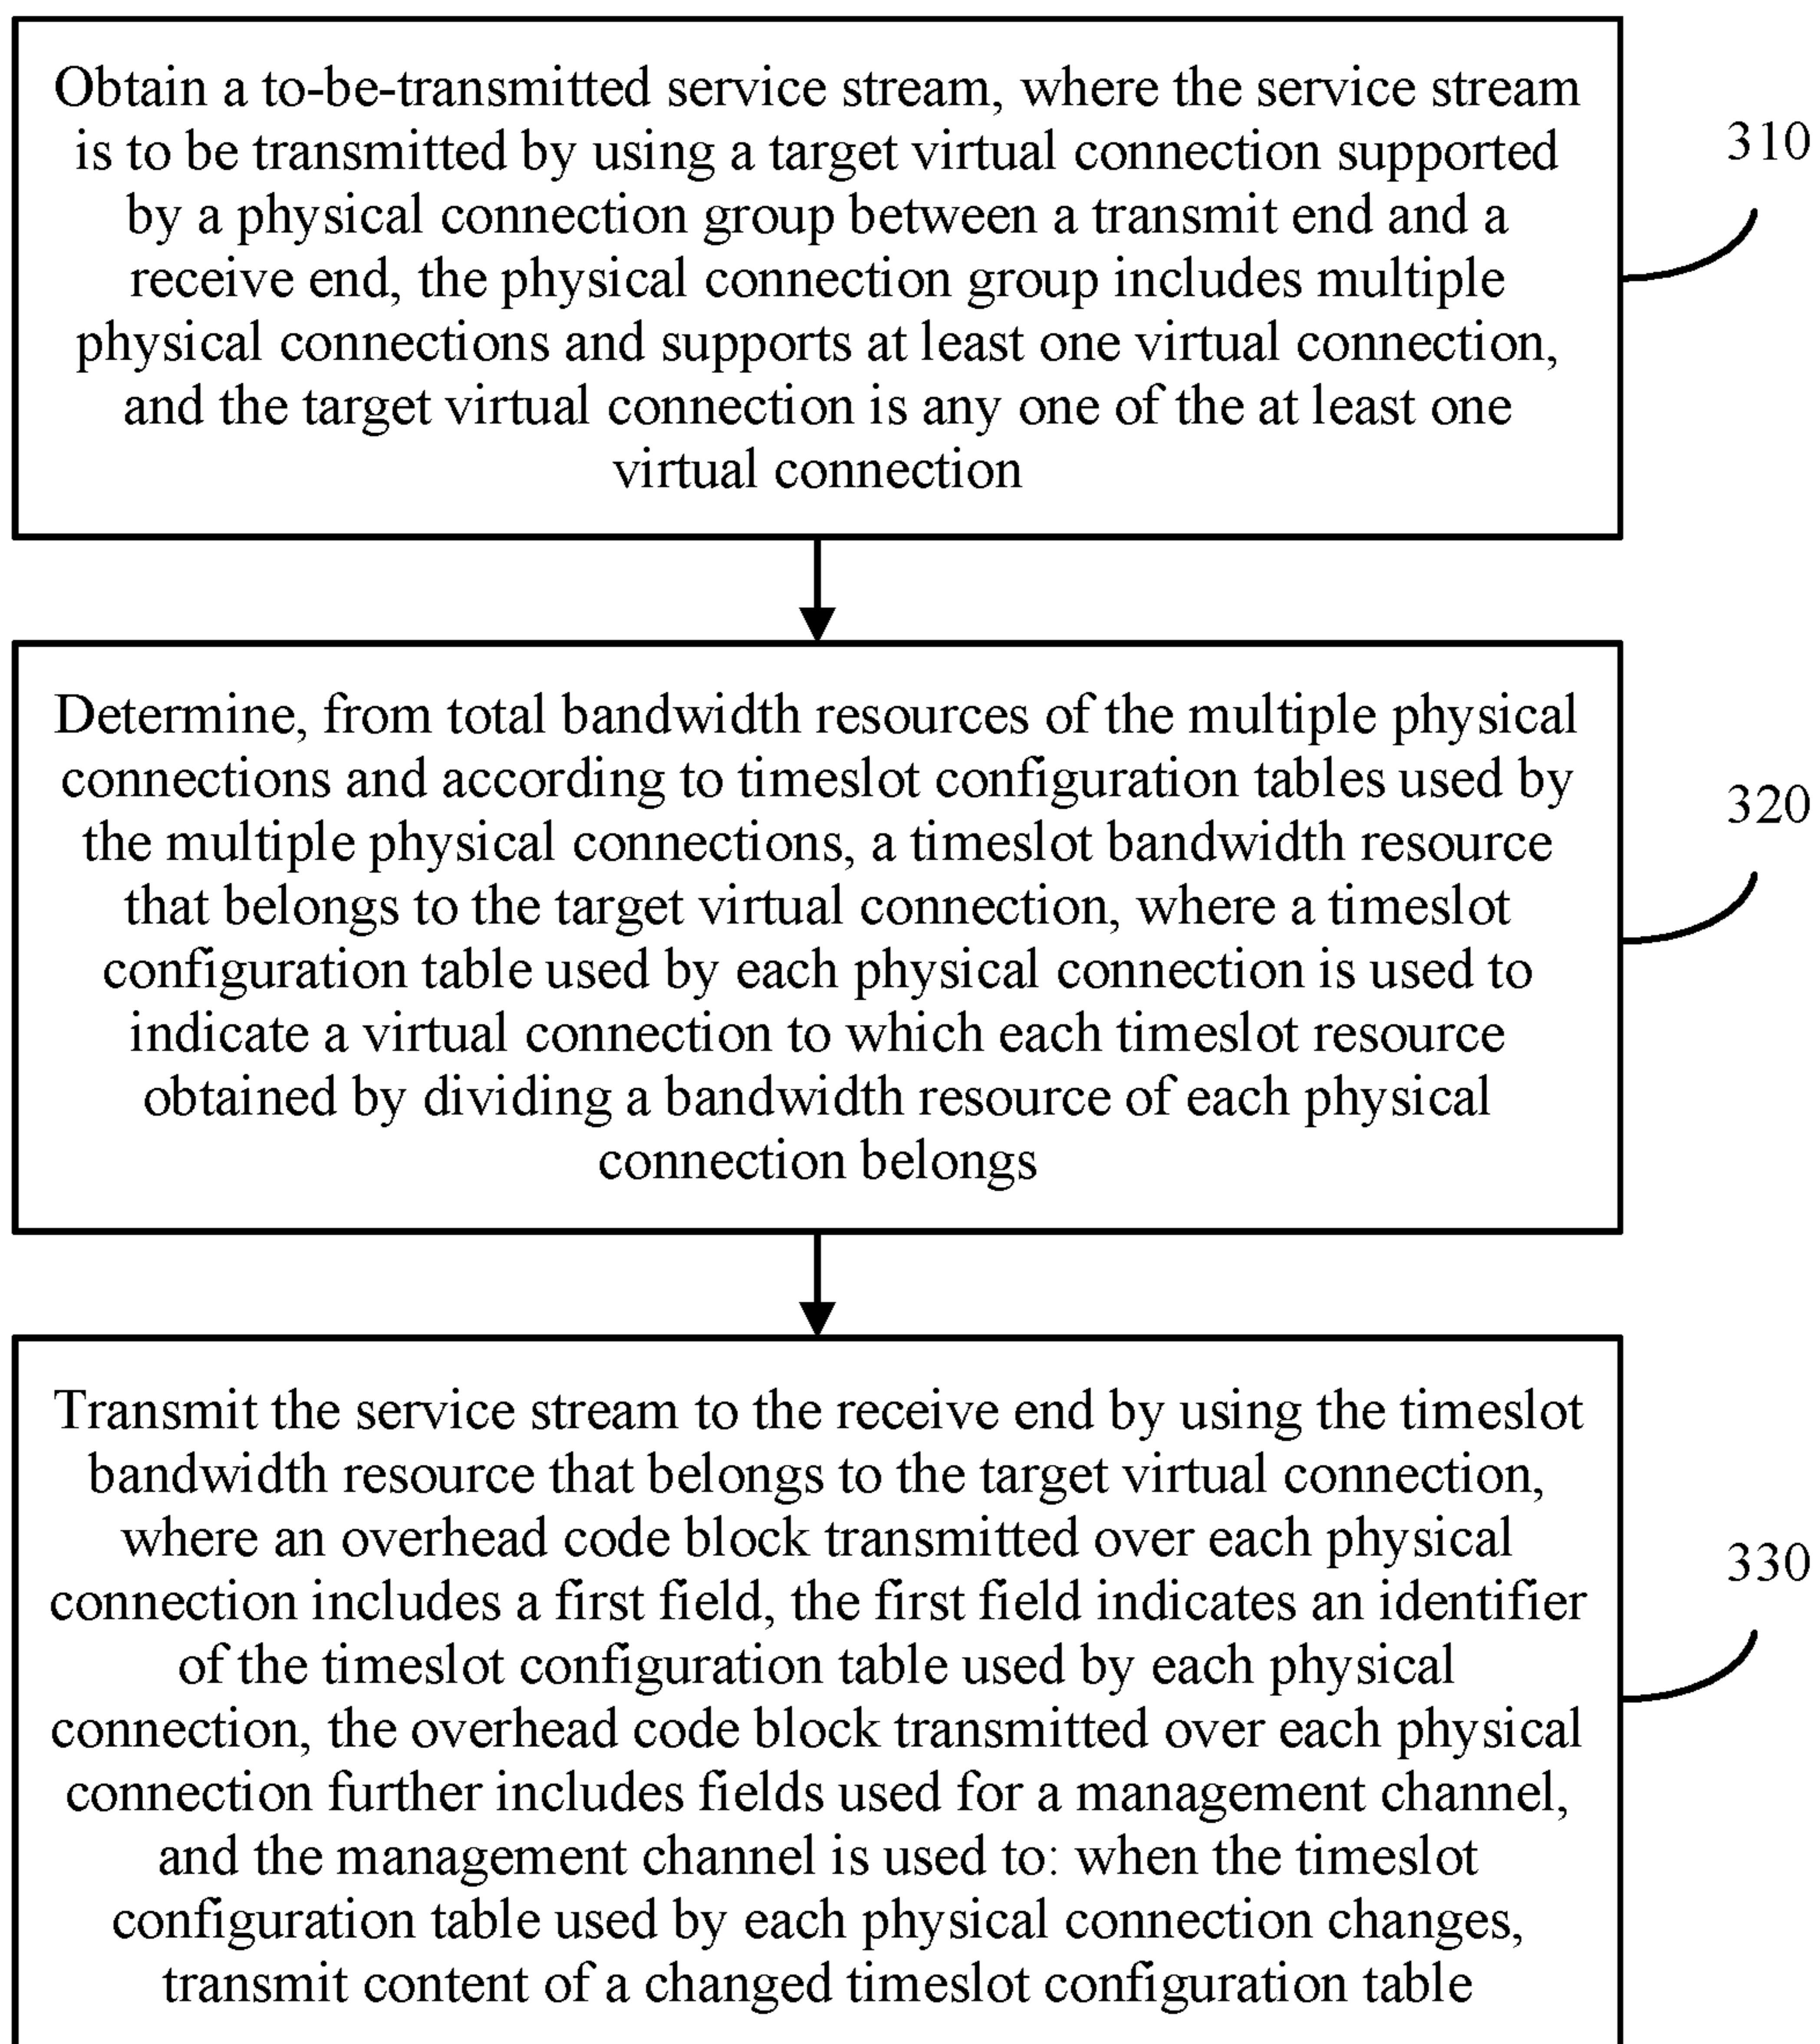 Obtain a to-be-transmitted service stream, where the service stream
is to be transmitted by using a target virtual connection supported
by a physical connection group between a transmit end and a
receive end, the physical connection group includes multiple
physical connections and supports at least one virtual connection,
and the target virtual connection is any one of the at least one
virtual connection
310
Determine, from total bandwidth resources of the multiple physical
connections and according to timeslot configuration tables used by
the multiple physical connections, a timeslot bandwidth resource
that belongs to the target virtual connection, where a timeslot
configuration table used by each physical connection is used to
indicate a virtual connection to which each timeslot resource
obtained by dividing a bandwidth resource of each physical
connection belongs
320
Transmit the service stream to the receive end by using the timeslot
bandwidth resource that belongs to the target virtual connection,
where an overhead code block transmitted over each physical
connection includes a first field, the first field indicates an identifier
of the timeslot configuration table used by each physical
connection, the overhead code block transmitted over each physical
connection further includes fields used for a management channel,
and the management channel is used to: when the timeslot
configuration table used by each physical connection changes,
transmit content of a changed timeslot configuration table
330